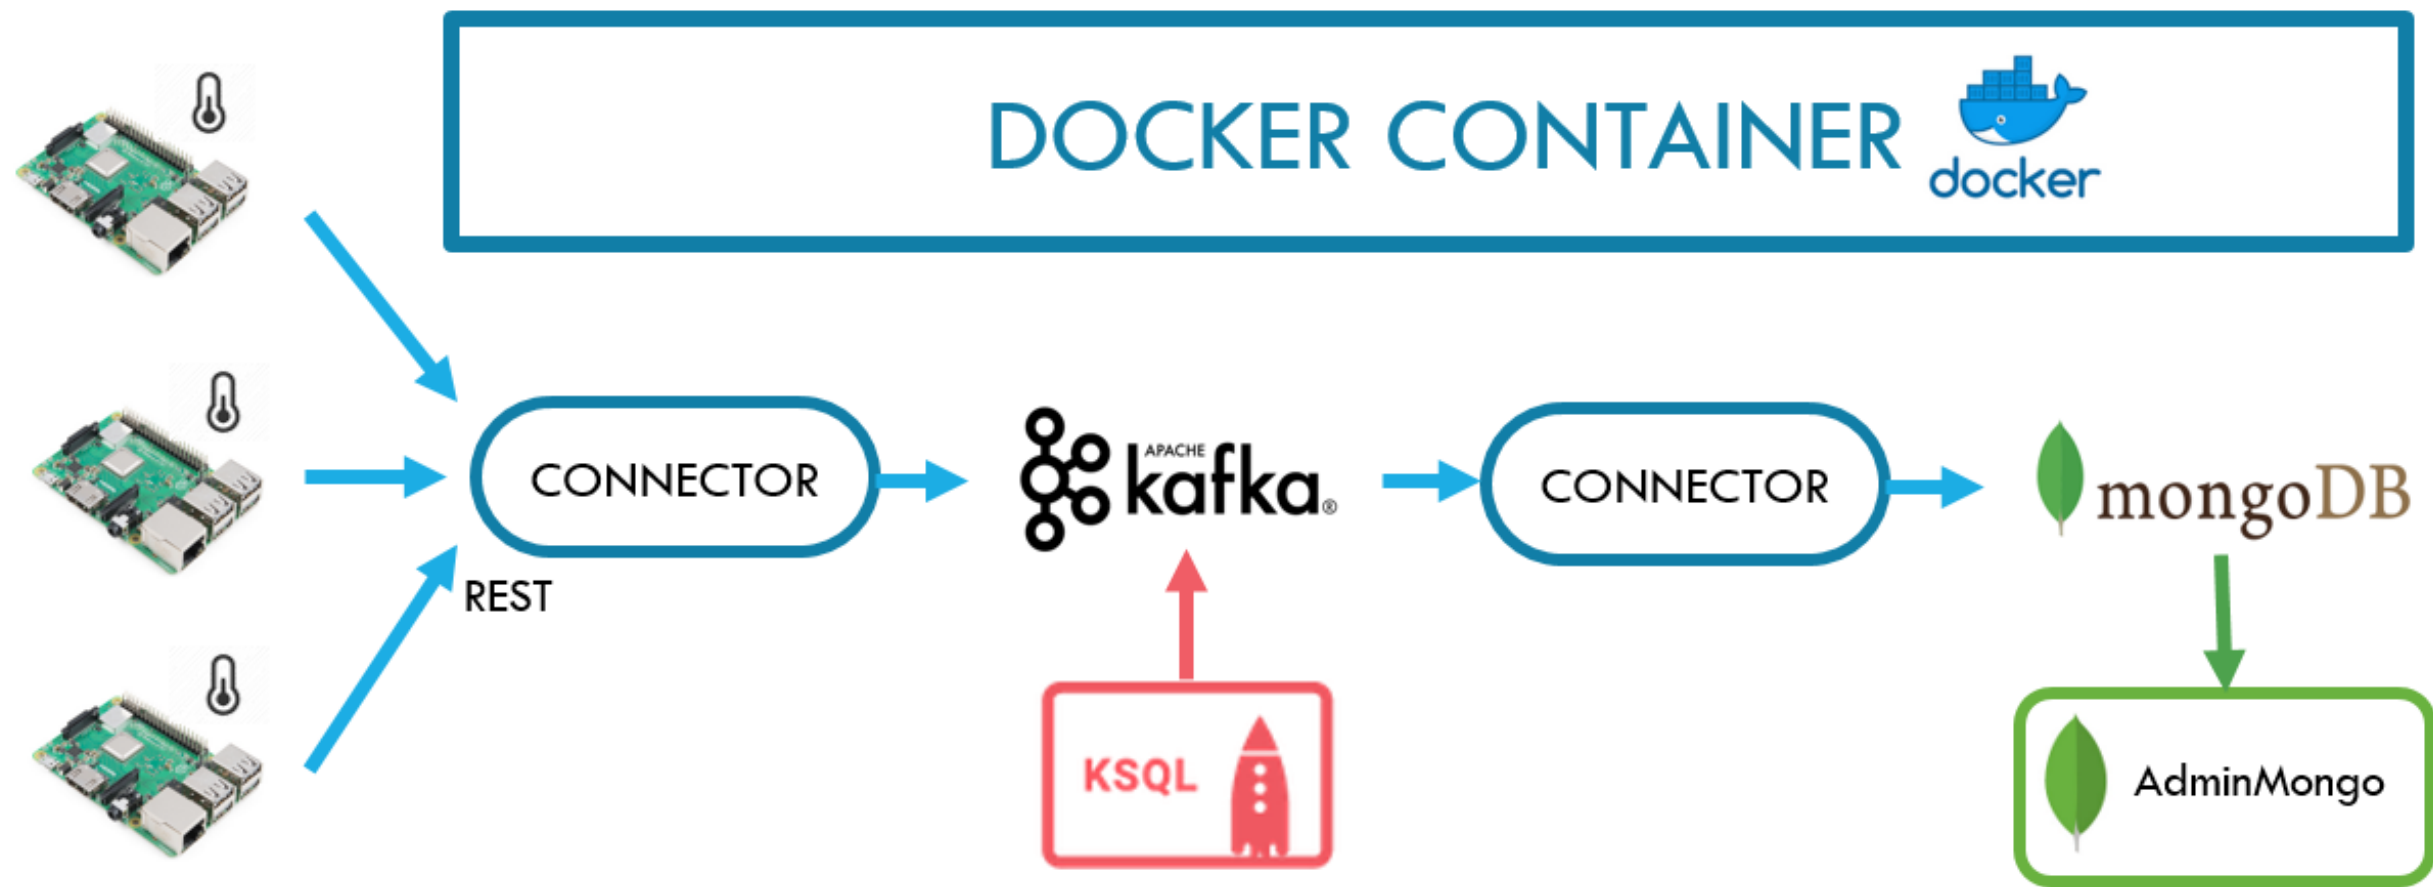 DOCKER CONTAINER
docker
CONNECTOR
APACHE
kafka®
CONNECTOR
mongoDB
REST
KSQL
AdminMongo